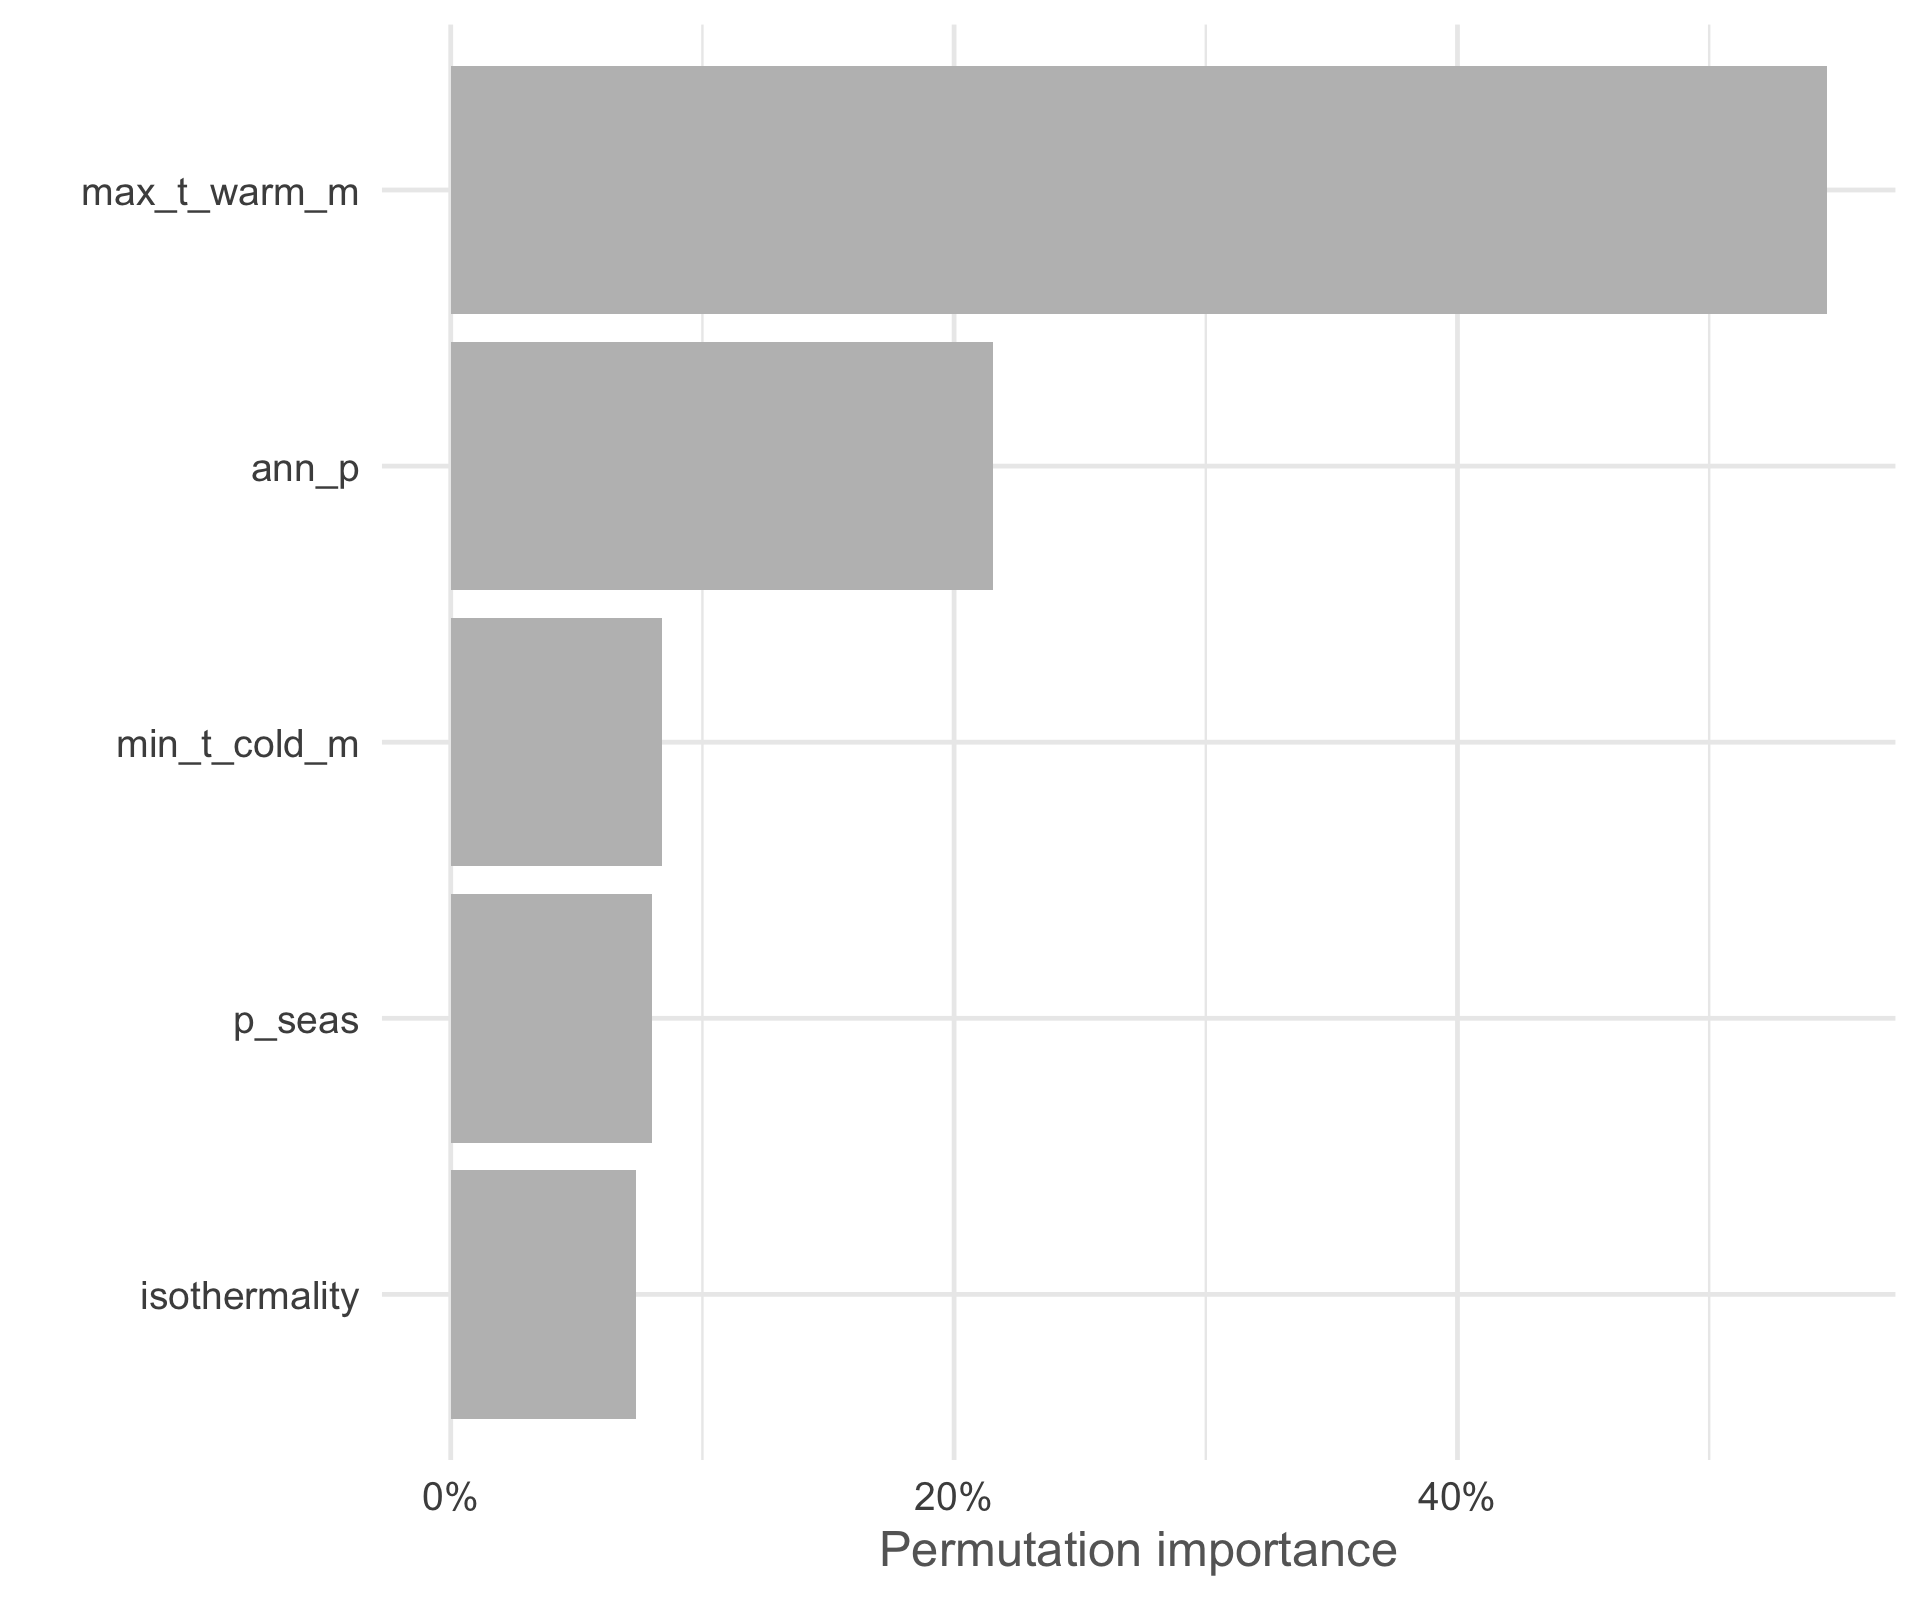 max_t_warm_m
ann_p
min_t_cold_m
p_seas
isothermality
0% 20% 40%
Permutation importance